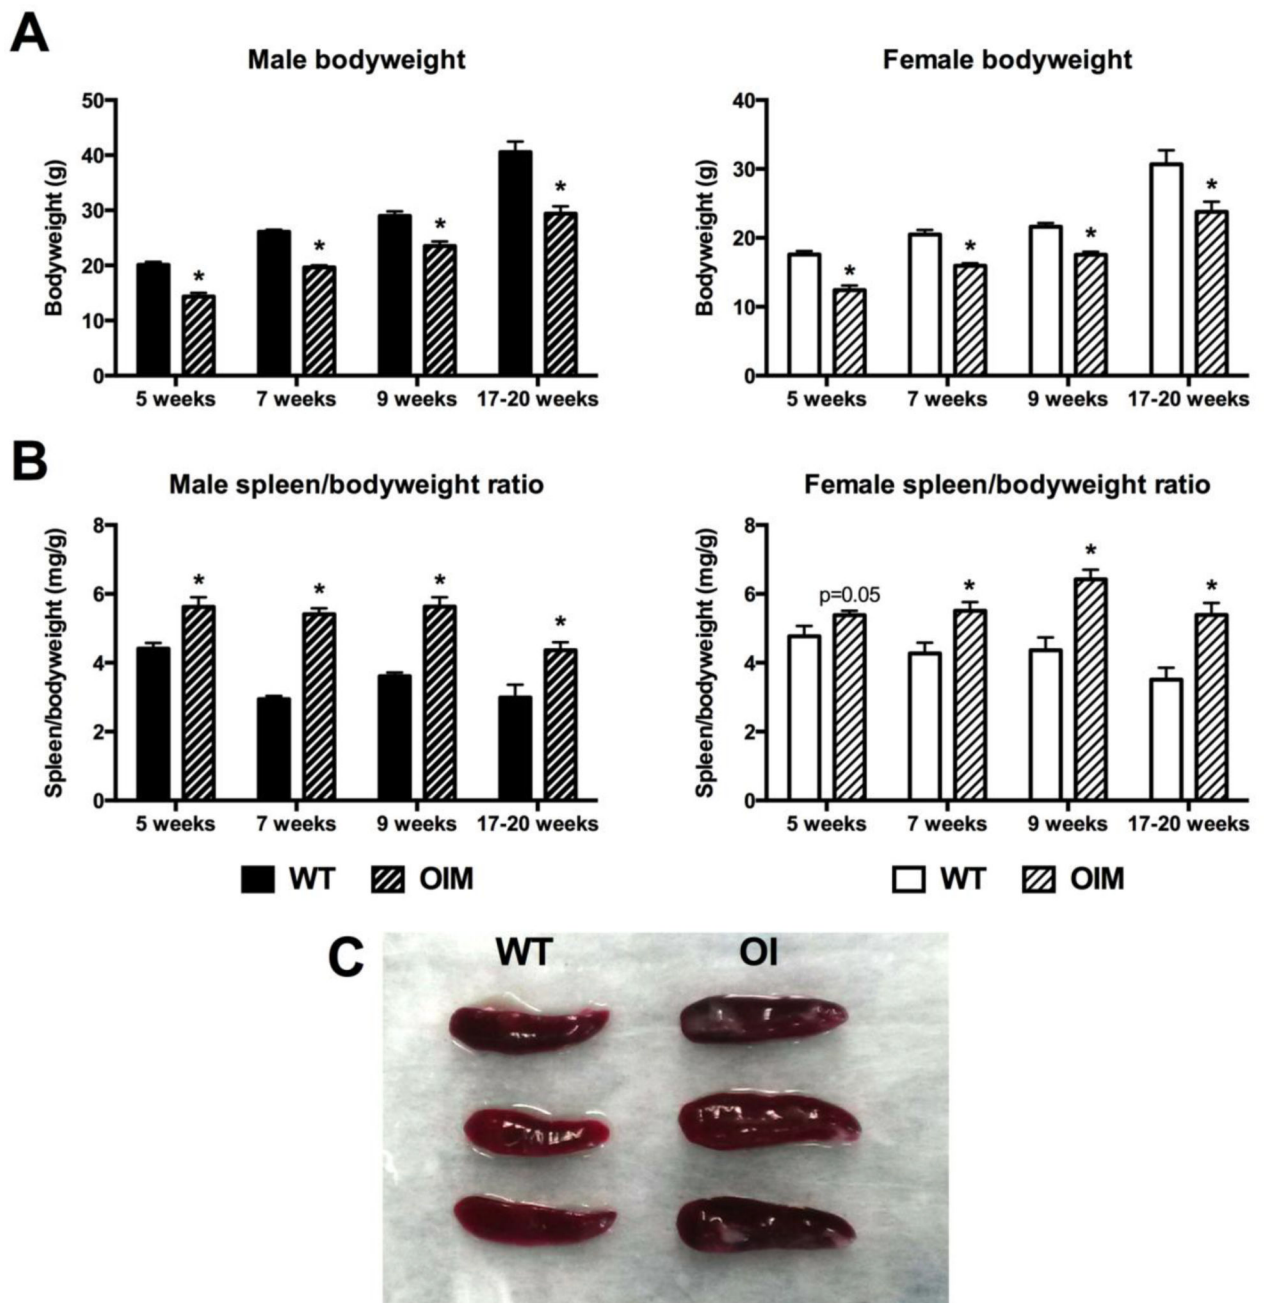 A
Male bodyweight
Bodyweight (g)
50
40
30
20
10
0
*
*
*
*
5 weeks
7 weeks
9 weeks
17-20 weeks
Female bodyweight
Bodyweight (g)
40
30
20
10
0
*
*
*
*
5 weeks
7 weeks
9 weeks
17-20 weeks
B
Male spleen/bodyweight ratio
Spleen/bodyweight (mg/g)
8
6
4
2
0
*
*
*
*
5 weeks
7 weeks
9 weeks
17-20 weeks
WT
OIM
Female spleen/bodyweight ratio
Spleen/bodyweight (mg/g)
8
6
4
2
0
p=0.05
*
*
*
5 weeks
7 weeks
9 weeks
17-20 weeks
WT
OIM
C
WT
OI